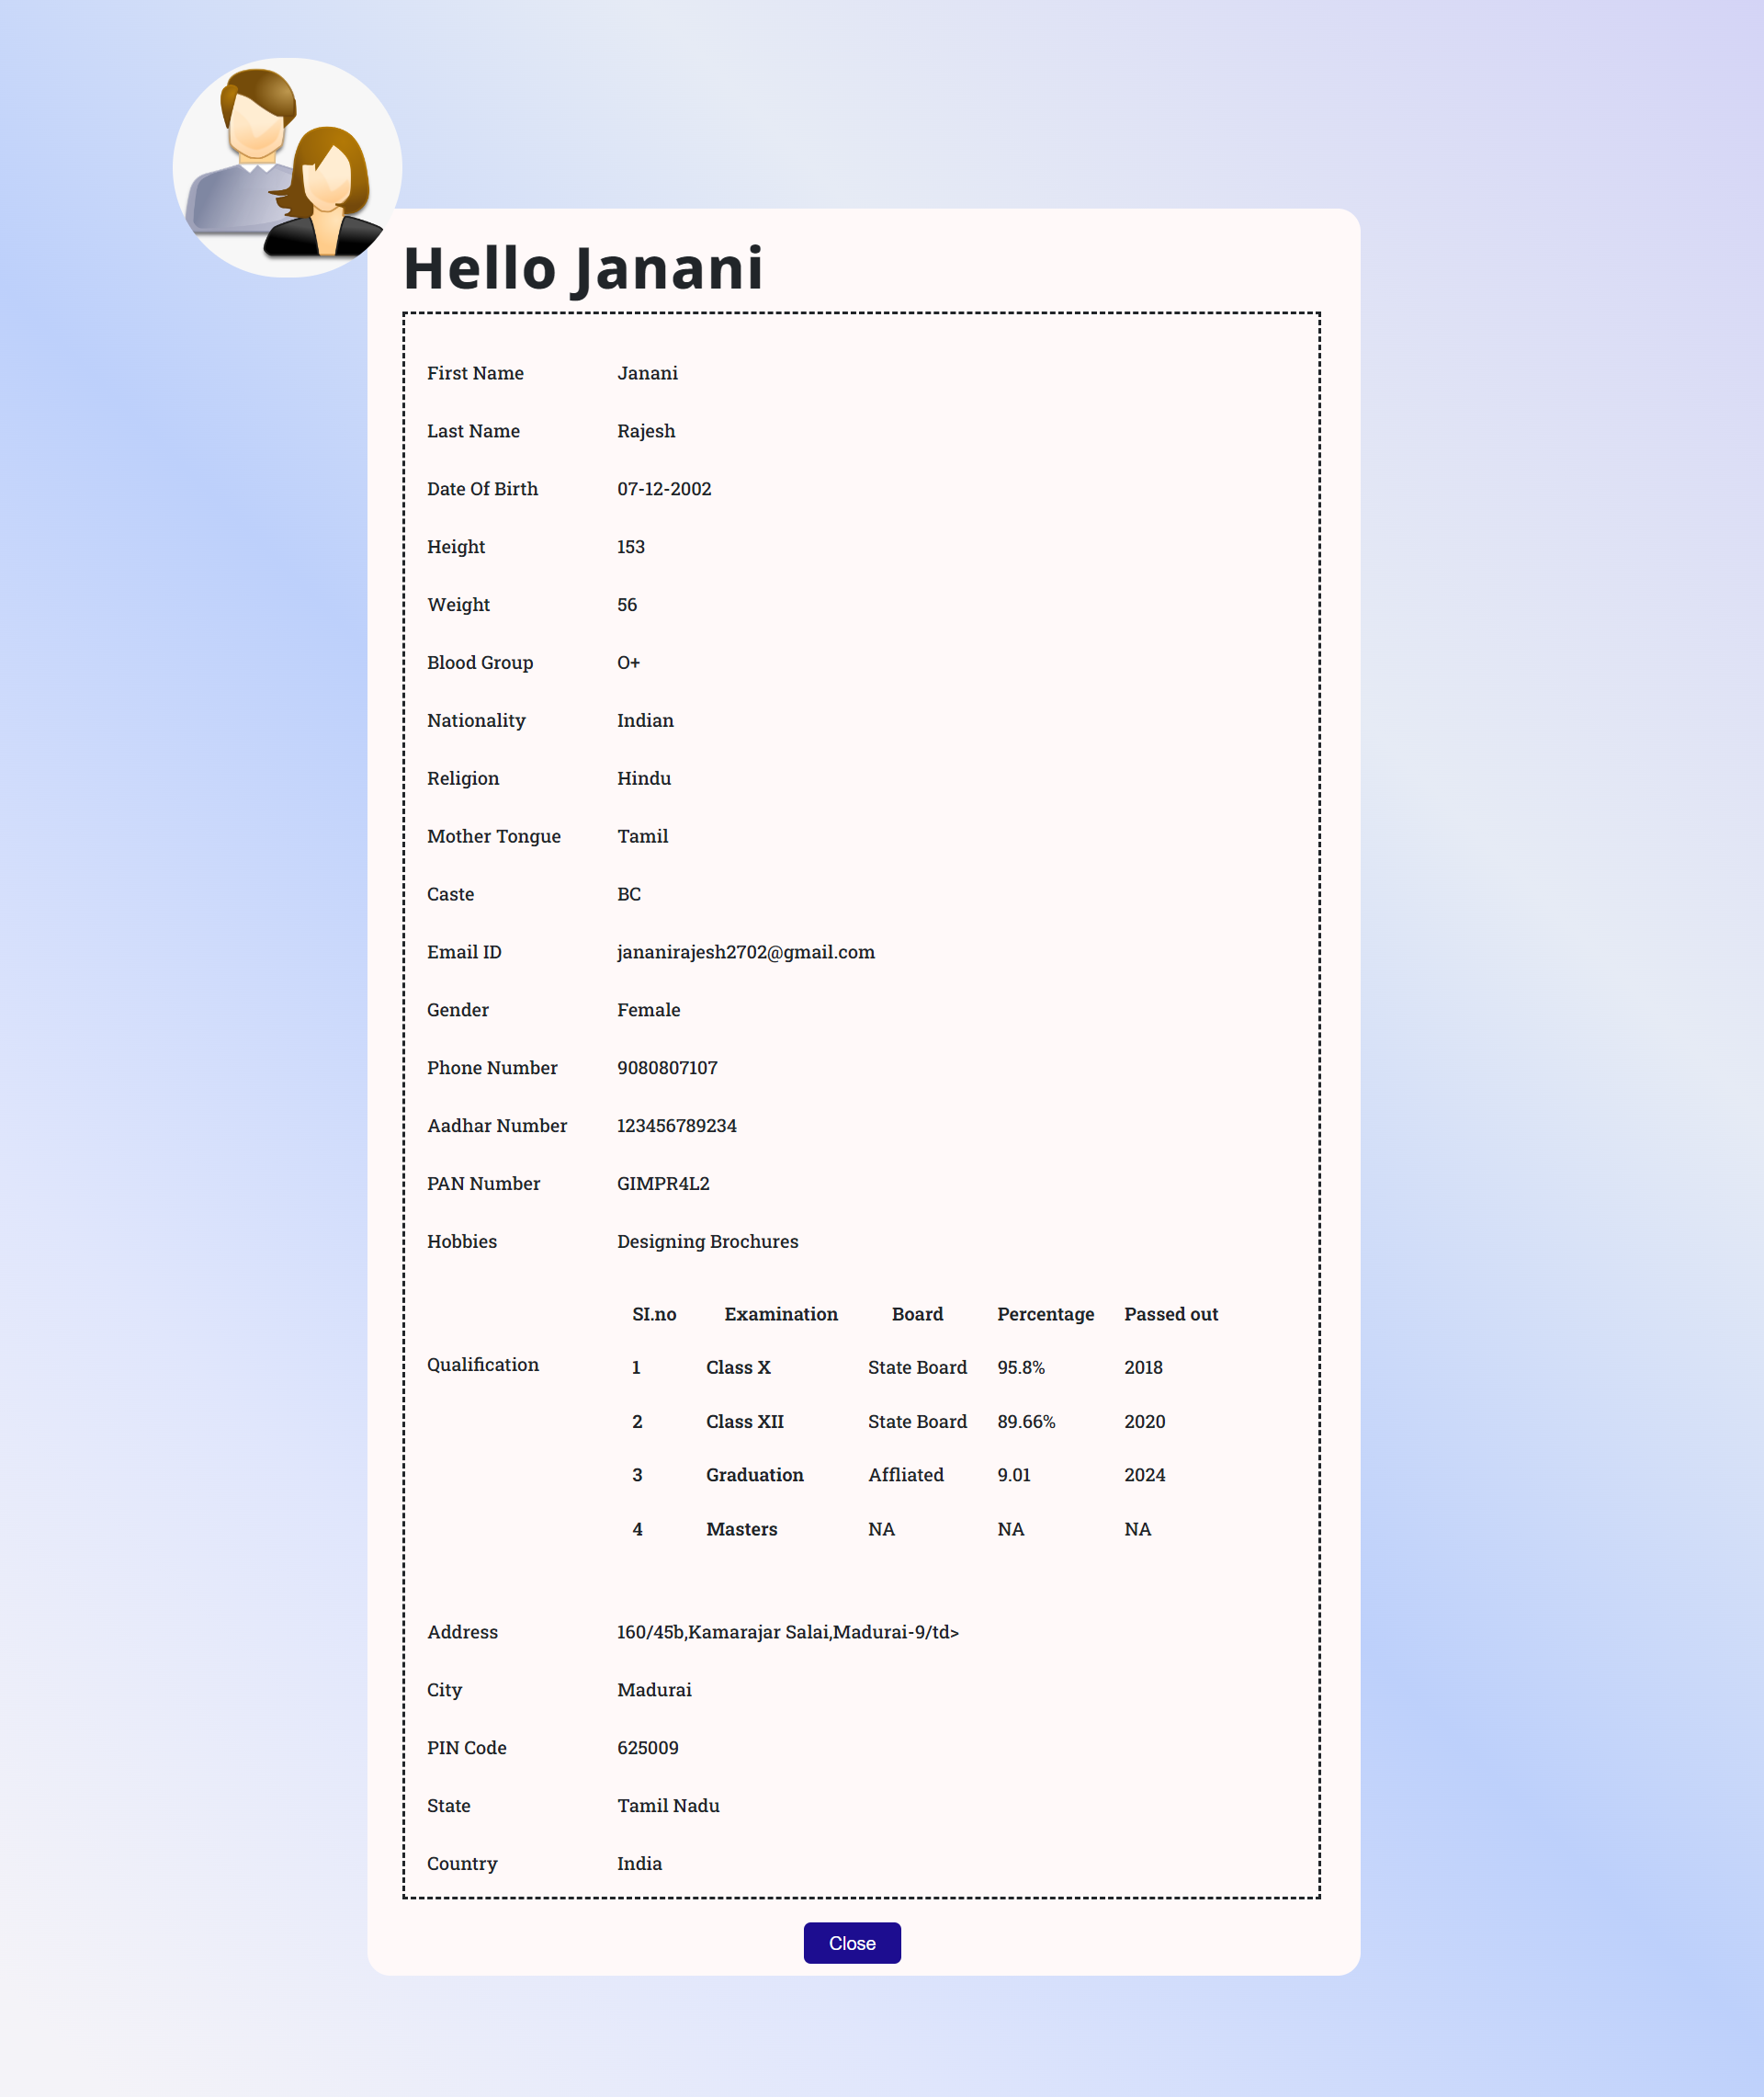 Hello Janani
First Name Janani
Last Name Rajesh
Date Of Birth 07-12-2002
Height 153
Weight 56
Blood Group O+
Nationality Indian
Religion Hindu
Mother Tongue Tamil
Caste BC
Email ID jananirajesh2702@gmail.com
Gender Female
Phone Number 9080807107
Aadhar Number 123456789234
PAN Number GIMPR4L2
Hobbies Designing Brochures
SI.no Examination Board Percentage Passed out
Qualification 1 Class X State Board 95.8% 2018
2 Class XII State Board 89.66% 2020
3 Graduation Affliated 9.01 2024
4 Masters NA NA NA
Address 160/45b,Kamarajar Salai,Madurai-9/td>
City Madurai
PIN Code 625009
State Tamil Nadu
Country India
Close